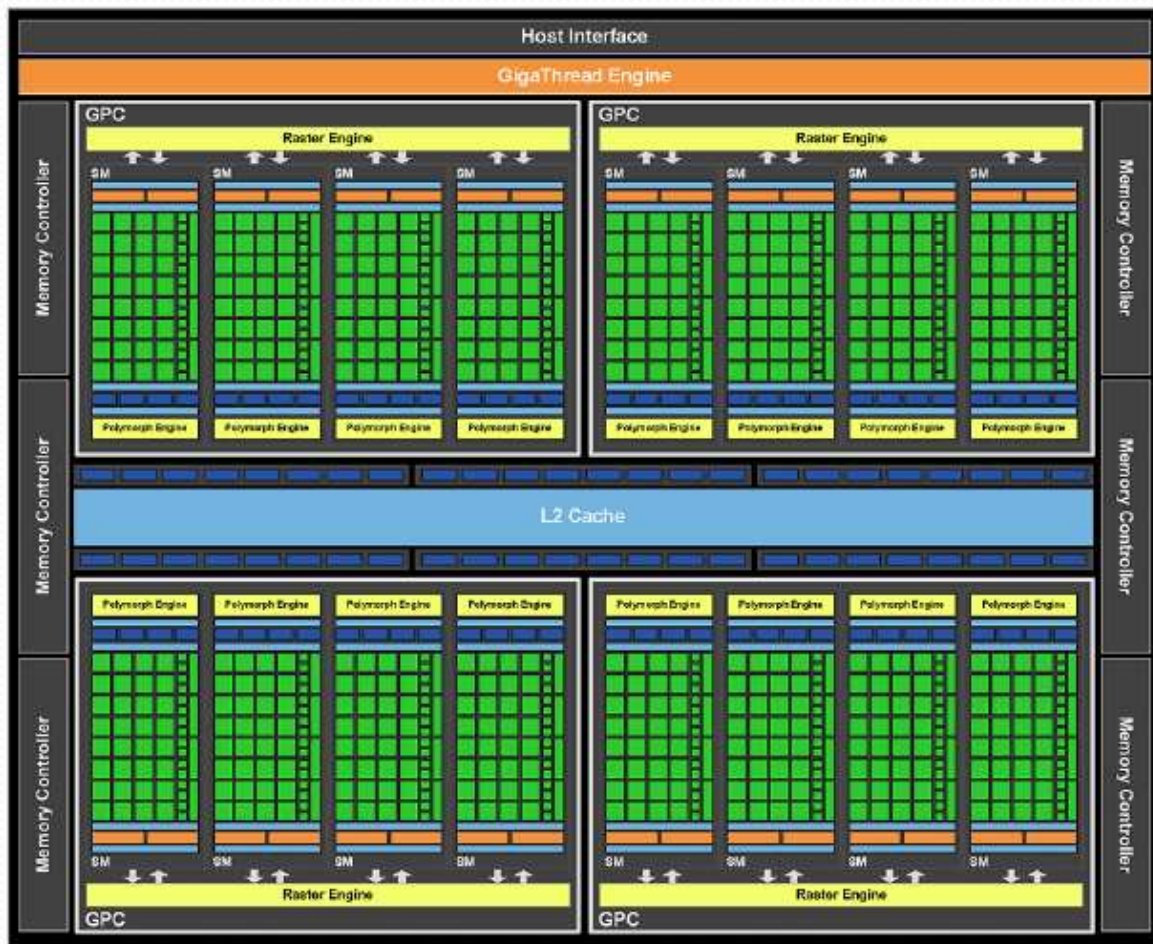 Host Interface
GigaThread Engine
Memory Controller
GPC
Raster Engine
SM SM SM SM
Polymorph Engine Polymorph Engine Polymorph Engine Polymorph Engine
GPC
Raster Engine
SM SM SM SM
Polymorph Engine Polymorph Engine Polymorph Engine Polymorph Engine
Memory Controller
Memory Controller
L2 Cache
Memory Controller
Memory Controller
Polymorph Engine Polymorph Engine Polymorph Engine Polymorph Engine
SM SM SM SM
Raster Engine
GPC
Polymorph Engine Polymorph Engine Polymorph Engine Polymorph Engine
SM SM SM SM
Raster Engine
GPC
Memory Controller